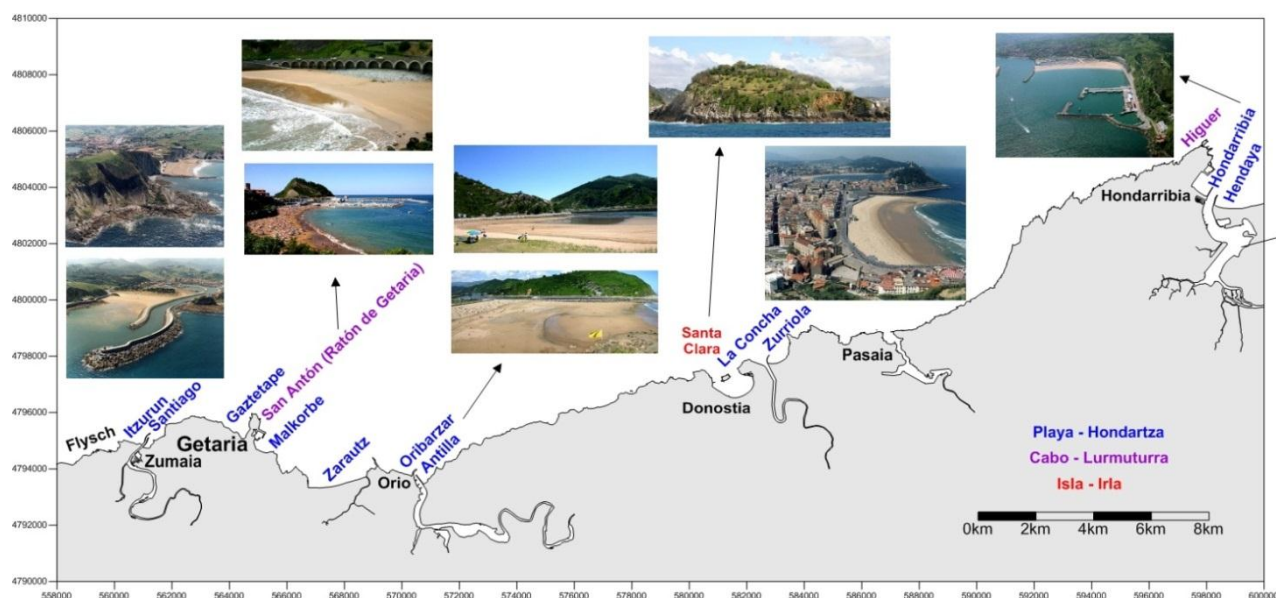 4810000
4808000
4806000
4804000
4802000
4800000
4798000
4796000
4794000
4792000
4790000
558000 560000 562000 564000 566000 568000 570000 572000 574000 576000 578000 580000 582000 584000 586000 588000 590000 592000 594000 596000 598000 600000
Flysch
Itzurun
Santiago
Zumaia
Gaztetape
San Antón (Ratón de Getaria)
Getaria
Malkorbe
Zarautz
Orio
Oribarzar
Antilla
Santa
Clara
La Concha
Zurriola
Donostia
Pasaia
Higuer
Hondarribia
Hendaya
Hondarribia
Playa - Hondartza
Cabo - Lurmuturra
Isla - Irla
0km 2km 4km 6km 8km